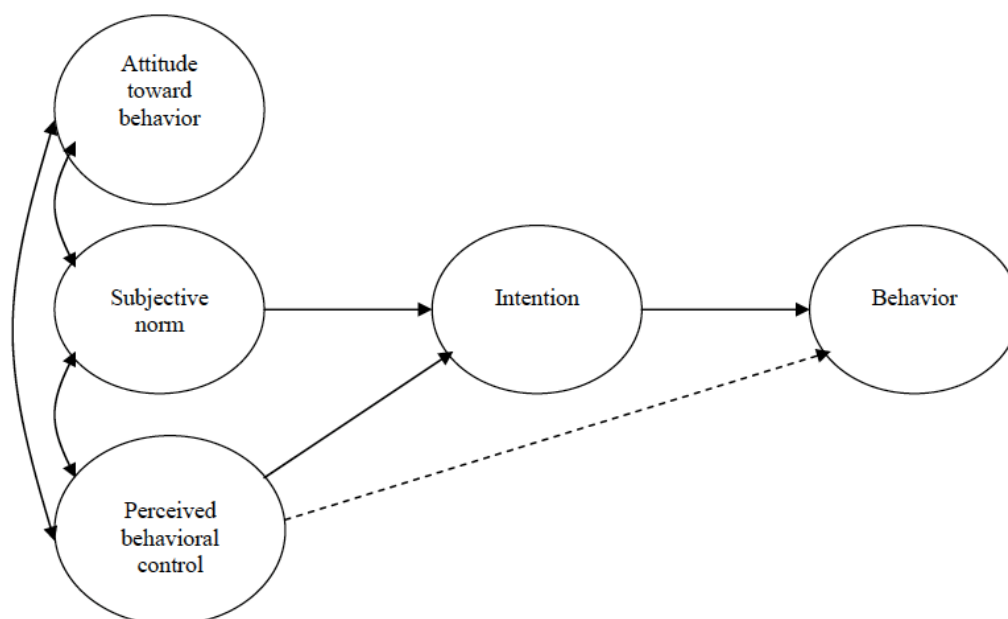 Attitude
toward
behavior
Subjective
norm
Intention
Behavior
Perceived
behavioral
control